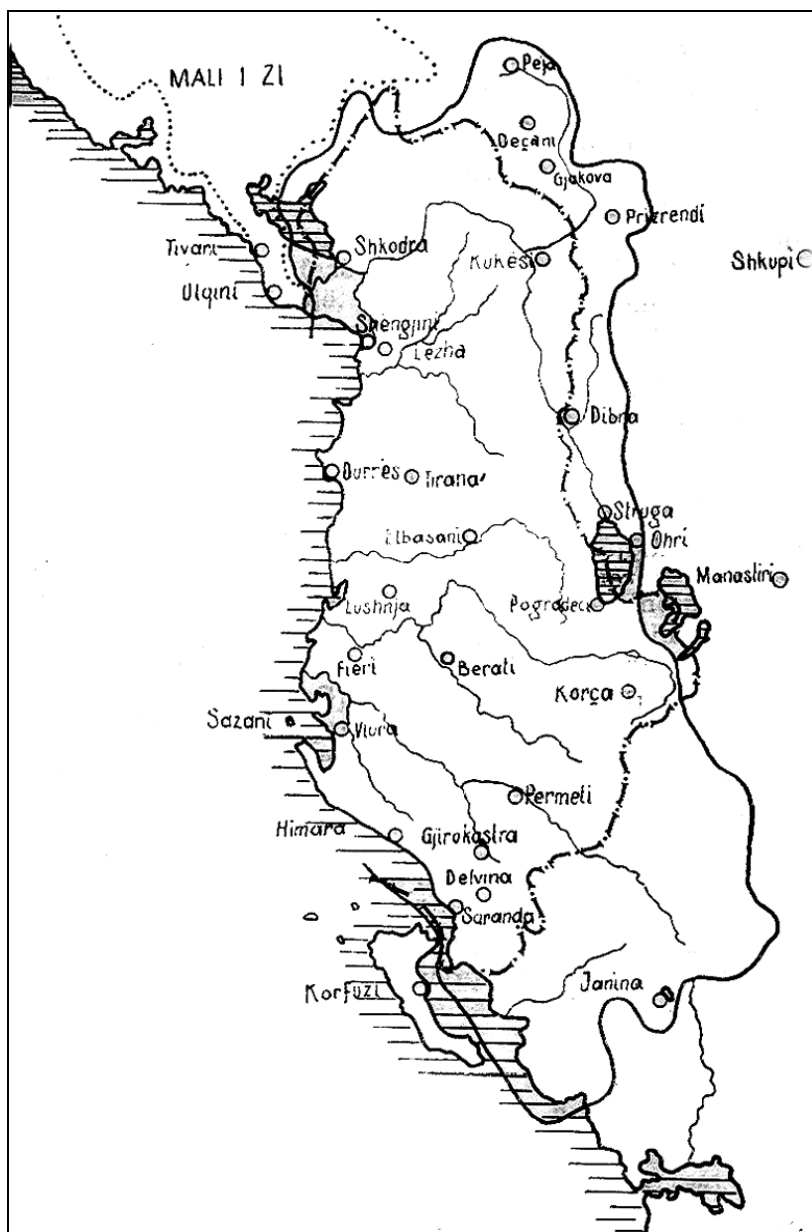 Peja
MALI I ZI
Deçani
Gjakova
Prizrendi
Tivari
Shkodra
Kukësi
Shkupi
Ulqini
Shëngjini
Lezha
Dibra
Durrës
Tirana
Struga
Elbasani
Ohri
Manastiri
Lushnja
Pogradeci
Fieri
Berati
Korça
Sazani
Vlora
Permeti
Himara
Gjirokastra
Delvina
Saranda
Korfuzi
Janina